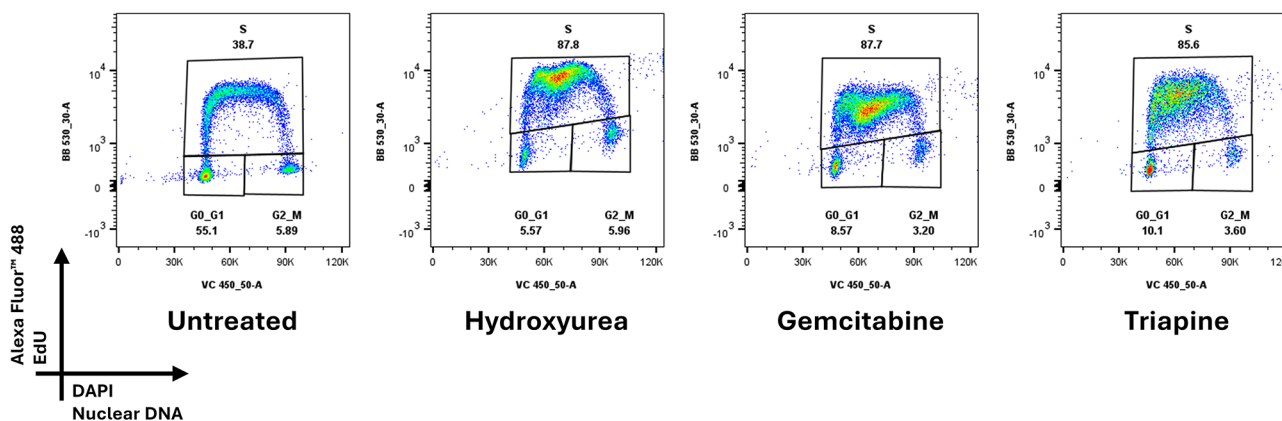 S
38.7
10^4
10^3
0
-10^3
BB 530_30-A
G0_G1
55.1
G2_M
5.89
0 30K 60K 90K 120K
VC 450_50-A
Untreated
S
87.8
10^4
10^3
0
-10^3
BB 530_30-A
G0_G1
5.57
G2_M
5.96
0 30K 60K 90K 120K
VC 450_50-A
Hydroxyurea
S
87.7
10^4
10^3
0
-10^3
BB 530_30-A
G0_G1
8.57
G2_M
3.20
0 30K 60K 90K 120K
VC 450_50-A
Gemcitabine
S
85.6
10^4
10^3
0
-10^3
BB 530_30-A
G0_G1
10.1
G2_M
3.60
0 30K 60K 90K 12
VC 450_50-A
Triapine
Alexa Fluor™ 488
EdU
DAPI
Nuclear DNA